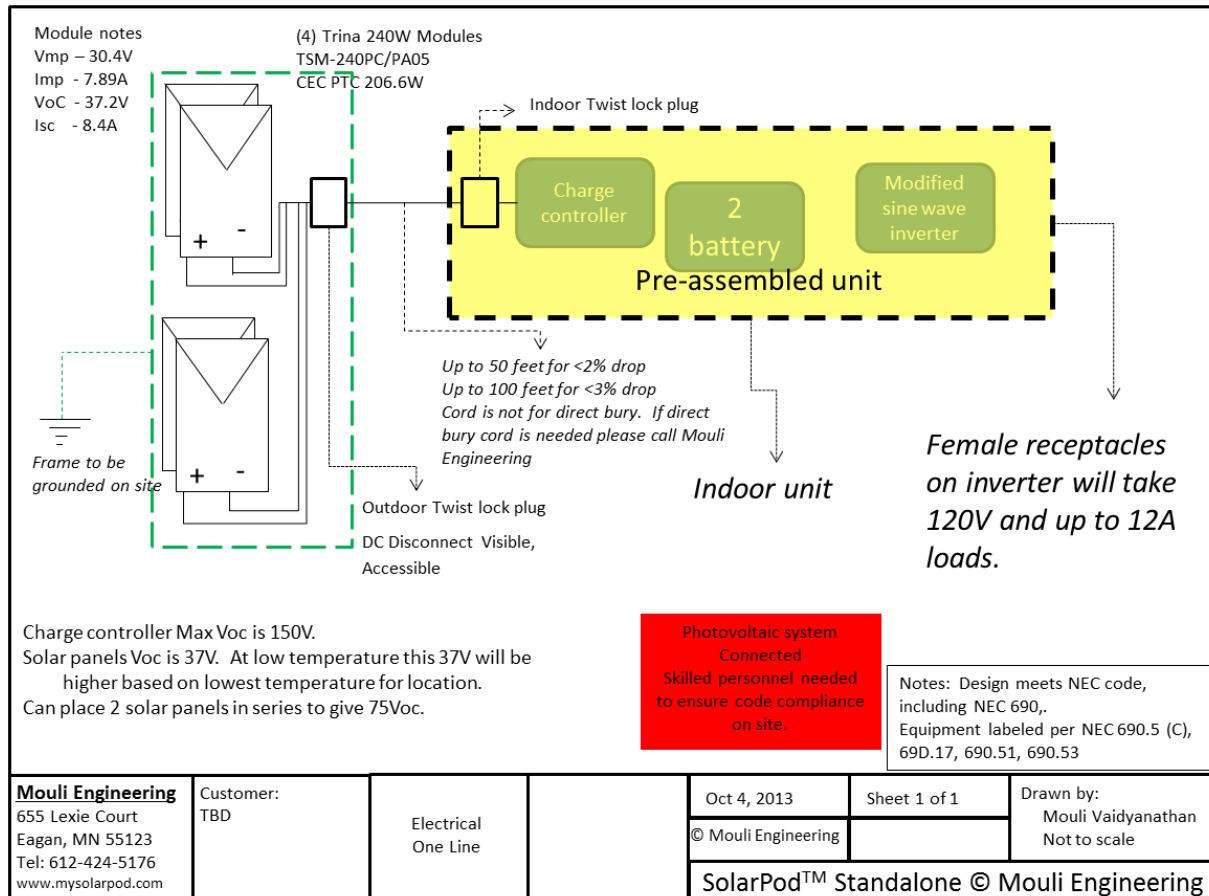 Module notes
Vmp – 30.4V
Imp - 7.89A
VoC - 37.2V
Isc - 8.4A
(4) Trina 240W Modules
TSM-240PC/PA05
CEC PTC 206.6W
Indoor Twist lock plug
Charge
controller
2
battery
Modified
sine wave
inverter
Pre-assembled unit
+ -
+ -
Up to 50 feet for <2% drop
Up to 100 feet for <3% drop
Cord is not for direct bury. If direct
bury cord is needed please call Mouli
Engineering
Frame to be
grounded on site
Outdoor Twist lock plug
DC Disconnect Visible,
Accessible
Indoor unit
Female receptacles
on inverter will take
120V and up to 12A
loads.
Charge controller Max Voc is 150V.
Solar panels Voc is 37V. At low temperature this 37V will be
higher based on lowest temperature for location.
Can place 2 solar panels in series to give 75Voc.
Photovoltaic system
Connected
Skilled personnel needed
to ensure code compliance
on site.
Notes: Design meets NEC code,
including NEC 690,.
Equipment labeled per NEC 690.5 (C),
69D.17, 690.51, 690.53
Mouli Engineering
655 Lexie Court
Eagan, MN 55123
Tel: 612-424-5176
www.mysolarpod.com
Customer:
TBD
Electrical
One Line
Oct 4, 2013
Sheet 1 of 1
© Mouli Engineering
Drawn by:
Mouli Vaidyanathan
Not to scale
SolarPod™ Standalone © Mouli Engineering